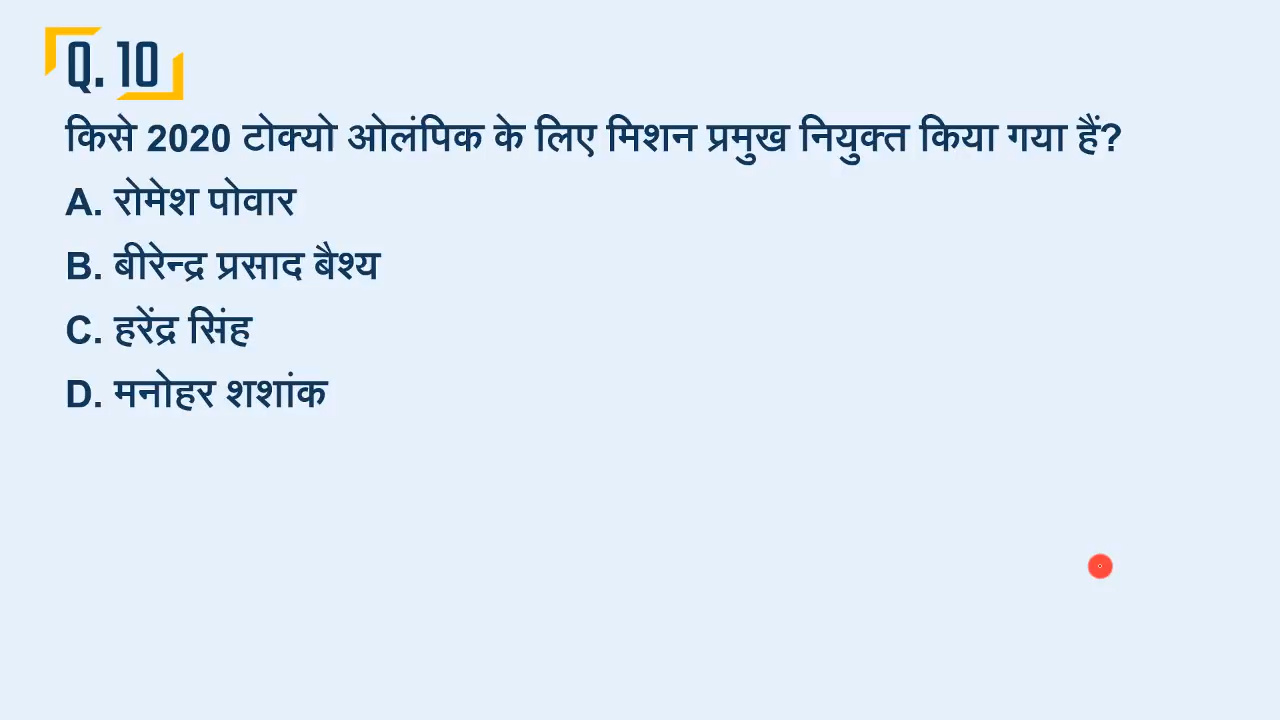 Q. 10
किसे 2020 टोक्यो ओलंपिक के लिए मिशन प्रमुख नियुक्त किया गया हैं?
A. रोमेश पोवार
B. बीरेन्द्र प्रसाद बैश्य
C. हरेंद्र सिंह
D. मनोहर शशांक